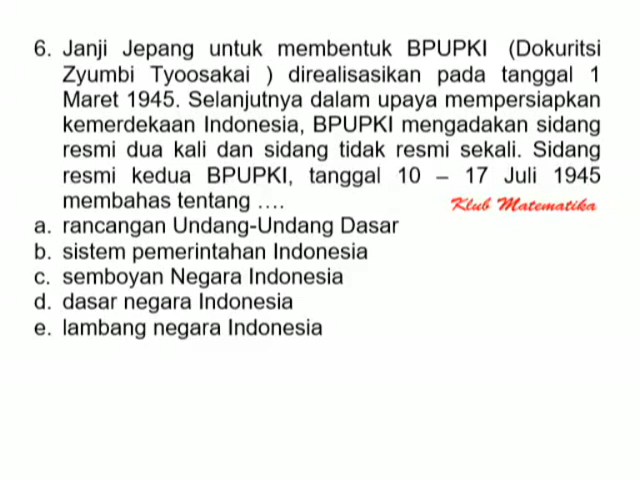 6. Janji Jepang untuk membentuk BPUPKI (Dokuritsi
Zyumbi Tyoosakai ) direalisasikan pada tanggal 1
Maret 1945. Selanjutnya dalam upaya mempersiapkan
kemerdekaan Indonesia, BPUPKI mengadakan sidang
resmi dua kali dan sidang tidak resmi sekali. Sidang
resmi kedua BPUPKI, tanggal 10 – 17 Juli 1945
membahas tentang ....
Klub Matematika
a. rancangan Undang-Undang Dasar
b. sistem pemerintahan Indonesia
c. semboyan Negara Indonesia
d. dasar negara Indonesia
e. lambang negara Indonesia